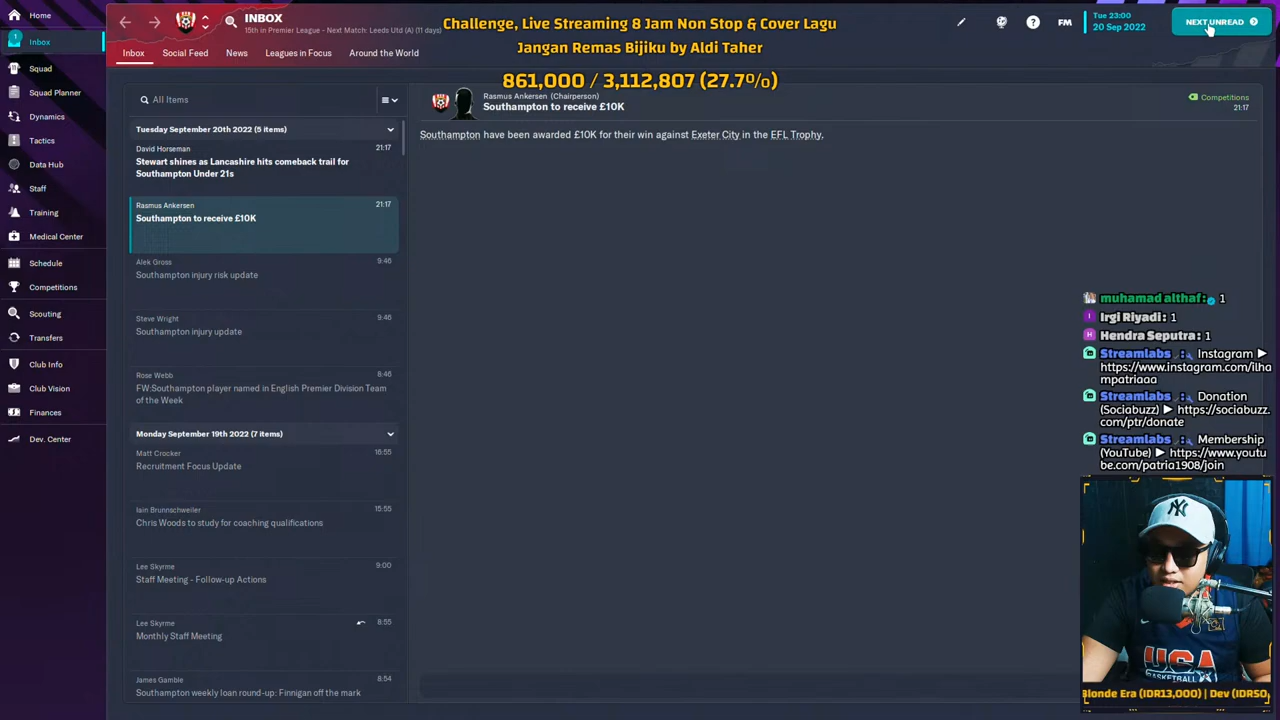 INBOX
15th in Premier League - Next Match: Leeds Utd (A) (11 days)
Challenge, Live Streaming 8 Jam Non Stop & Cover Lagu
Jangan Remas Bijiku by Aldi Taher
861,000 / 3,112,807 (27.7%)
FM
Tue 23:00
20 Sep 2022
NEXT UNREAD
Home
1
Inbox
Squad
Squad Planner
Dynamics
Tactics
Data Hub
Staff
Training
Medical Center
Schedule
Competitions
Scouting
Transfers
Club Info
Club Vision
Finances
Dev. Center
Inbox
Social Feed
News
Leagues in Focus
Around the World
All Items
Tuesday September 20th 2022 (5 items)
David Horseman
21:17
Stewart shines as Lancashire hits comeback trail for
Southampton Under 21s
Rasmus Ankersen
21:17
Southampton to receive £10K
Alek Gross
9:46
Southampton injury risk update
Steve Wright
9:46
Southampton injury update
Rose Webb
8:46
FW:Southampton player named in English Premier Division Team
of the Week
Monday September 19th 2022 (7 items)
Matt Crocker
16:55
Recruitment Focus Update
Iain Brunnschweiler
15:55
Chris Woods to study for coaching qualifications
Lee Skyrme
9:00
Staff Meeting - Follow-up Actions
Lee Skyrme
8:55
Monthly Staff Meeting
James Gamble
8:54
Southampton weekly loan round-up: Finnigan off the mark
Rasmus Ankersen (Chairperson)
Southampton to receive £10K
Competitions
21:17
Southampton have been awarded £10K for their win against Exeter City in the EFL Trophy.
muhamad althaf: 1
I Irgi Riyadi: 1
H Hendra Seputra: 1
Streamlabs : Instagram ►
https://www.instagram.com/ilha
mpatriaaa
Streamlabs : Donation
(Sociabuzz) ► https://sociabuzz.
com/ptr/donate
Streamlabs : Membership
(YouTube) ► https://www.youtu
be.com/patria1908/join
NY
USA
BASKETBALL
Blonde Era (IDR13,000) | Dev (IDR50,